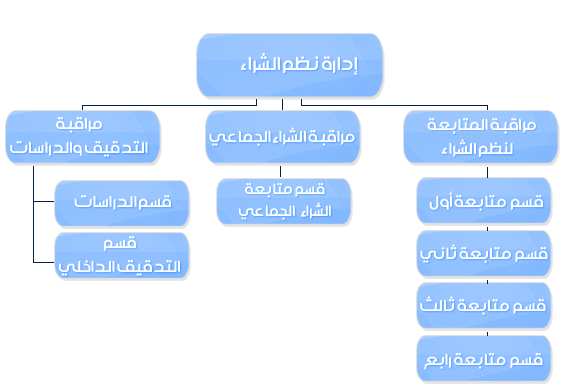 إدارة نظم الشراء
مراقبة المتابعة
لنظم الشراء
مراقبة الشراء الجماعي
مراقبة
التدقيق والدراسات
قسم متابعة أول
قسم متابعة ثاني
قسم متابعة ثالث
قسم متابعة رابع
قسم متابعة
الشراء الجماعي
قسم الدراسات
قسم
التدقيق الداخلي